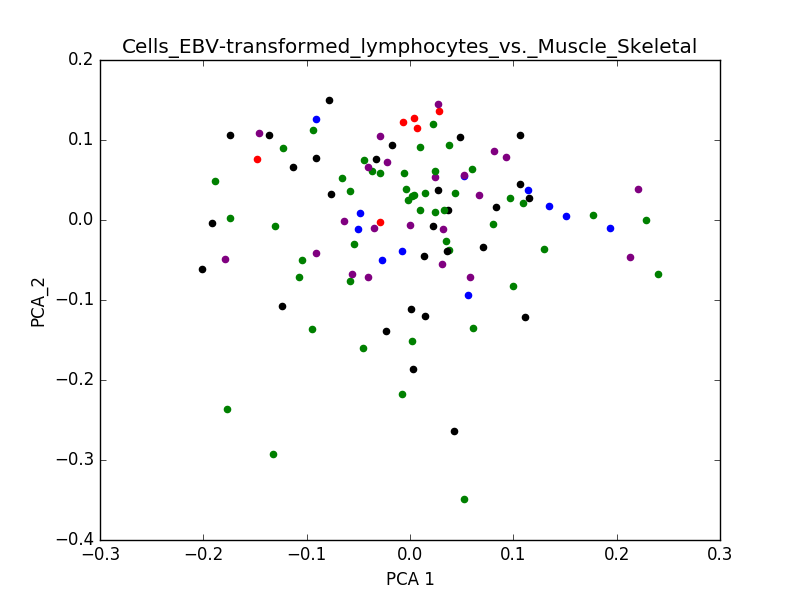 Cells_EBV-transformed_lymphocytes_vs._Muscle_Skeletal
0.2
0.1
0.0
−0.1
−0.2
−0.3
−0.4
PCA_2
−0.3 −0.2 −0.1 0.0 0.1 0.2 0.3
PCA 1